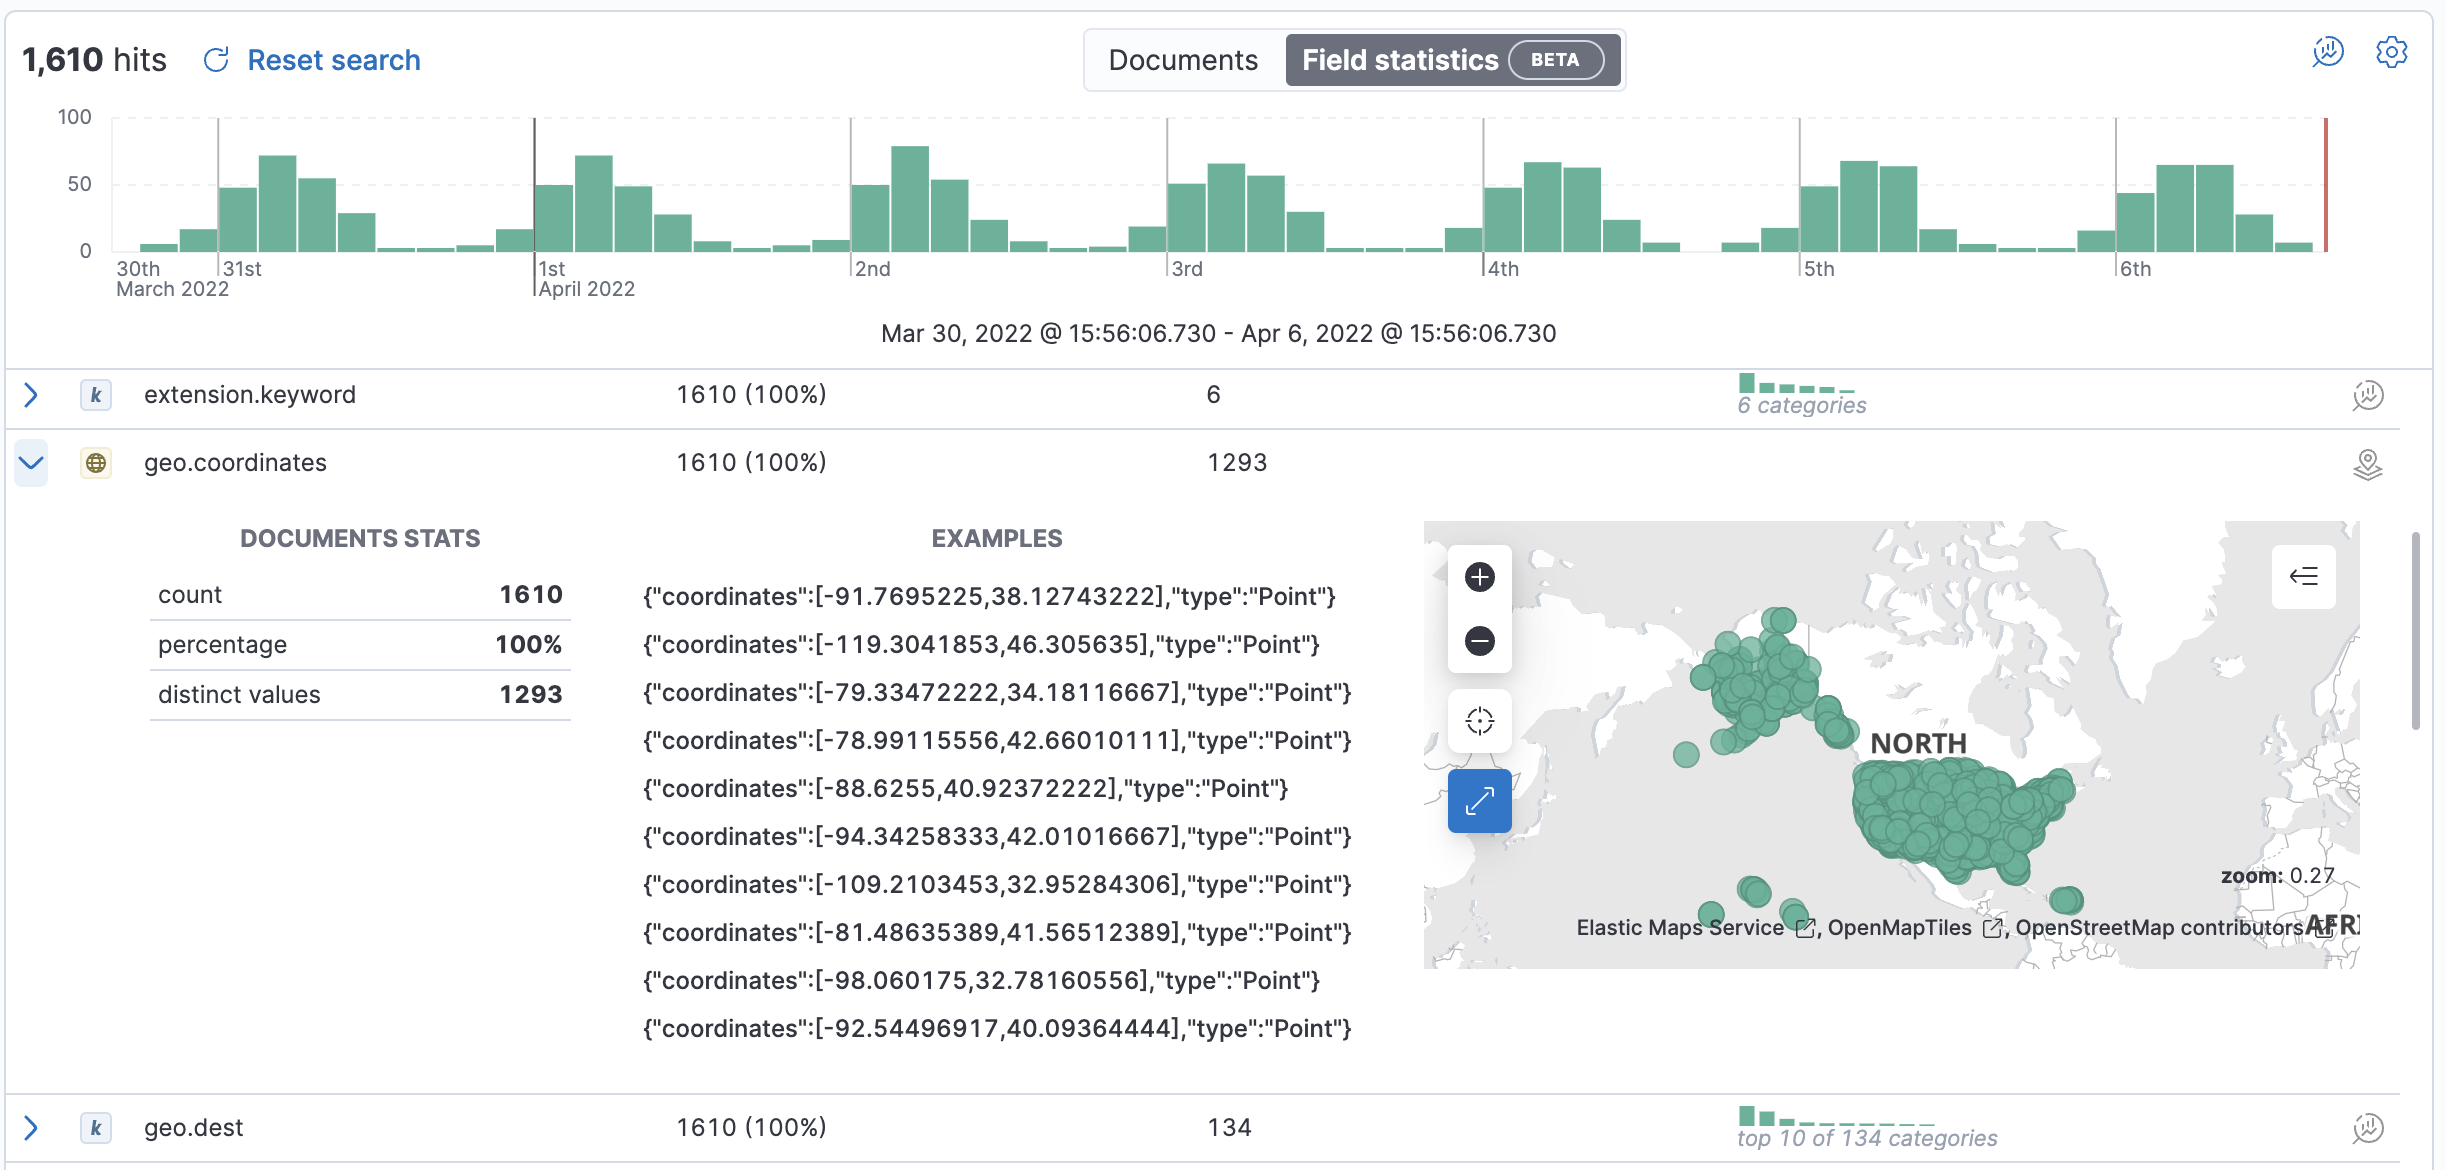 1,610 hits Reset search Documents Field statistics BETA
100
50
0
30th 31st 1st 2nd 3rd 4th 5th 6th
March 2022 April 2022
Mar 30, 2022 @ 15:56:06.730 - Apr 6, 2022 @ 15:56:06.730
k extension.keyword 1610 (100%) 6
6 categories
geo.coordinates 1610 (100%) 1293
DOCUMENTS STATS EXAMPLES
count 1610
percentage 100%
distinct values 1293
{"coordinates":[-91.7695225,38.12743222],"type":"Point"}
{"coordinates":[-119.3041853,46.305635],"type":"Point"}
{"coordinates":[-79.33472222,34.18116667],"type":"Point"}
{"coordinates":[-78.99115556,42.66010111],"type":"Point"}
{"coordinates":[-88.6255,40.92372222],"type":"Point"}
{"coordinates":[-94.34258333,42.01016667],"type":"Point"}
{"coordinates":[-109.2103453,32.95284306],"type":"Point"}
{"coordinates":[-81.48635389,41.56512389],"type":"Point"}
{"coordinates":[-98.060175,32.78160556],"type":"Point"}
{"coordinates":[-92.54496917,40.09364444],"type":"Point"}
NORTH
zoom: 0.27
Elastic Maps Service , OpenMapTiles , OpenStreetMap contributors
k geo.dest 1610 (100%) 134
top 10 of 134 categories